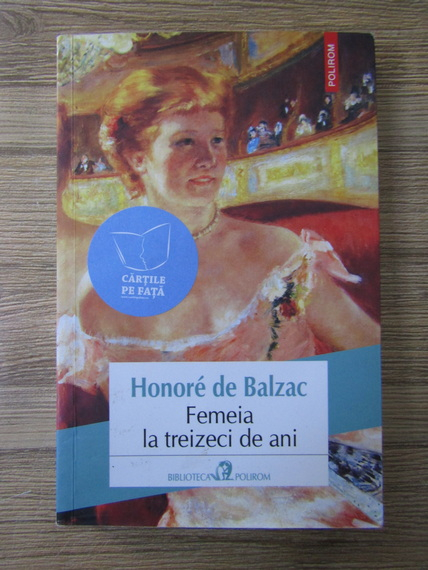 POLIROM
CĂRȚILE
PE FAȚĂ
Honoré de Balzac
Femeia
la treizeci de ani
BIBLIOTECA POLIROM